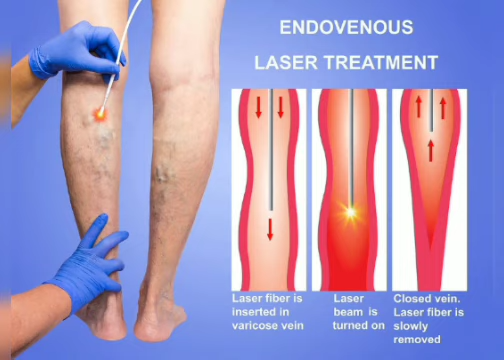 ENDOVENOUS
LASER TREATMENT
Laser fiber is
inserted in
varicose vein
Laser
beam is
turned on
Closed vein.
Laser fiber is
slowly
removed